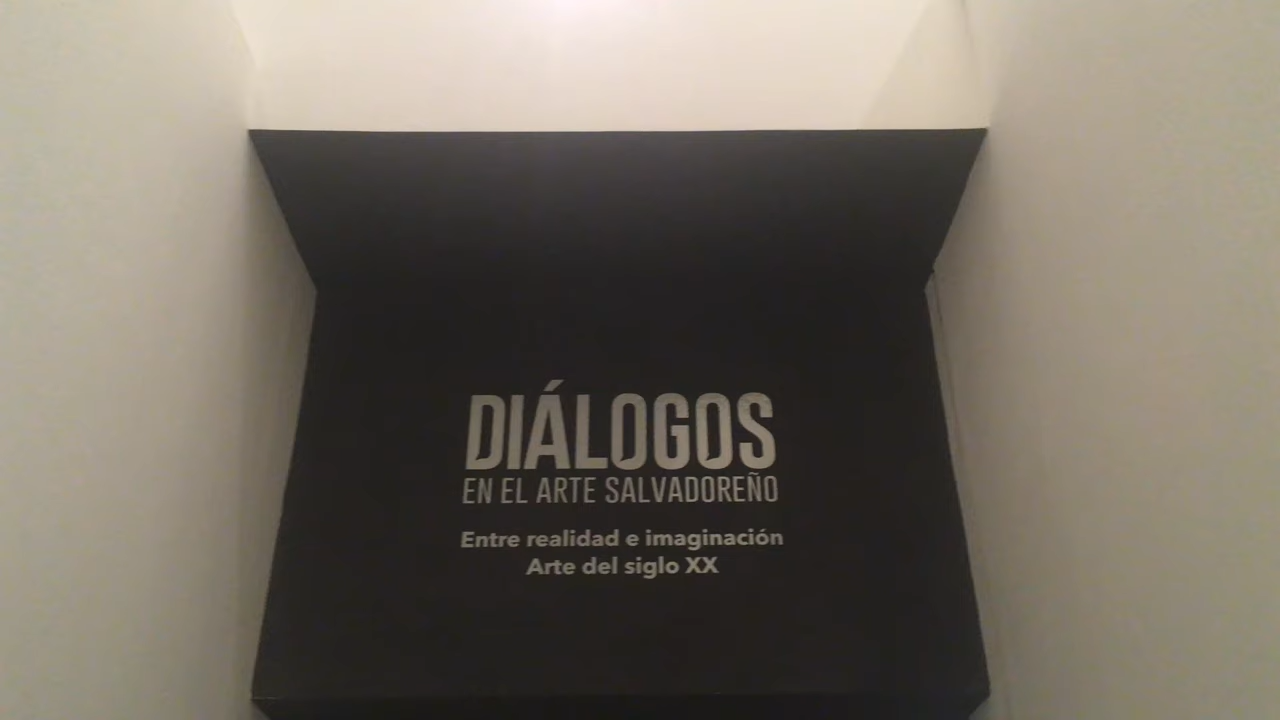 DIÁLOGOS
EN EL ARTE SALVADOREÑO
Entre realidad e imaginación
Arte del siglo XX